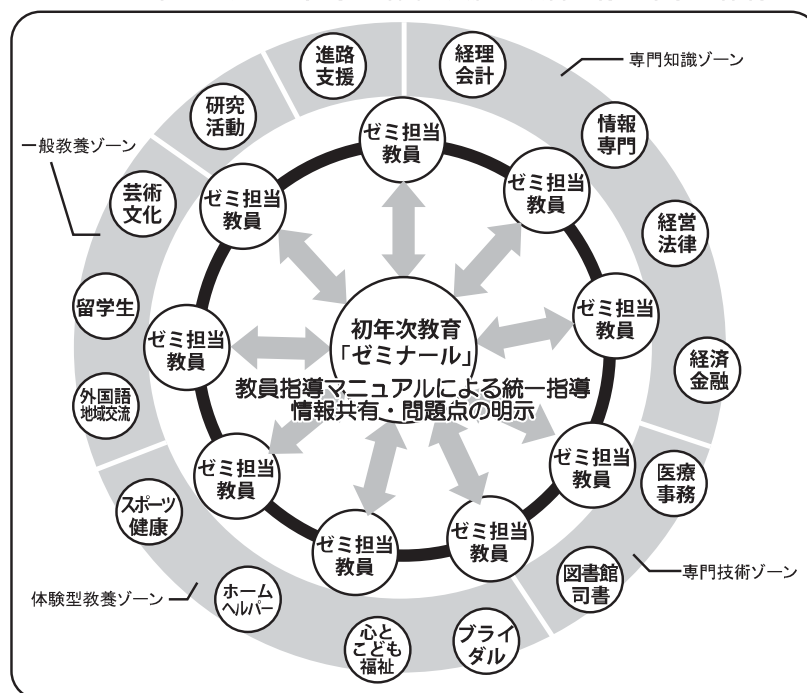 進路
支援
経理
会計
専門知識ゾーン
研究
活動
情報
専門
一般教養ゾーン
ゼミ担当
教員
ゼミ担当
教員
ゼミ担当
教員
芸術
文化
経営
法律
留学生
ゼミ担当
教員
ゼミ担当
教員
初年次教育
「ゼミナール」
教員指導マニュアルによる統一指導
情報共有・問題点の明示
経済
金融
外国語
地域交流
ゼミ担当
教員
ゼミ担当
教員
医療
事務
スポーツ
健康
ゼミ担当
教員
ゼミ担当
教員
図書館
司書
専門技術ゾーン
体験型教養ゾーン
ホーム
ヘルパー
心と
こども
福祉
ブライ
ダル